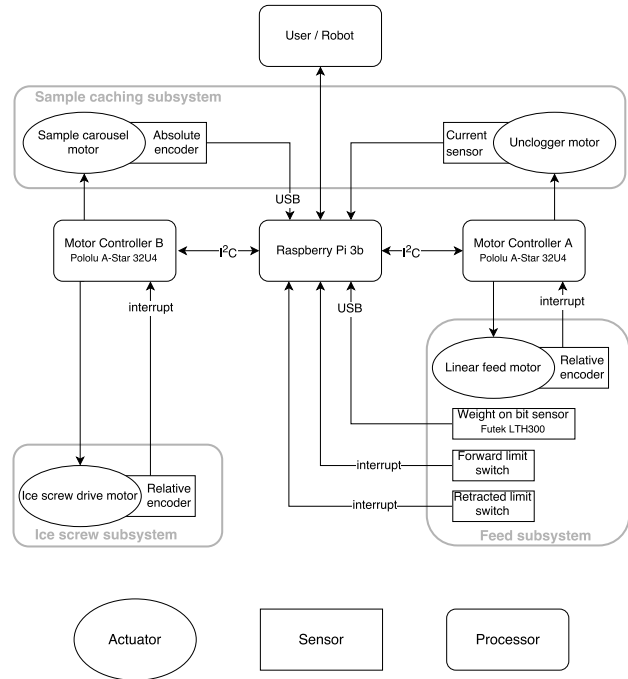 User / Robot
Sample caching subsystem
Sample carousel
motor
Absolute
encoder
Current
sensor
Unclogger motor
USB
Motor Controller B
Pololu A-Star 32U4
I²C
Raspberry Pi 3b
I²C
Motor Controller A
Pololu A-Star 32U4
interrupt
USB
interrupt
Linear feed motor
Relative
encoder
Weight on bit sensor
Futek LTH300
interrupt
Forward limit
switch
Ice screw drive motor
Relative
encoder
interrupt
Retracted limit
switch
Ice screw subsystem
Feed subsystem
Actuator
Sensor
Processor